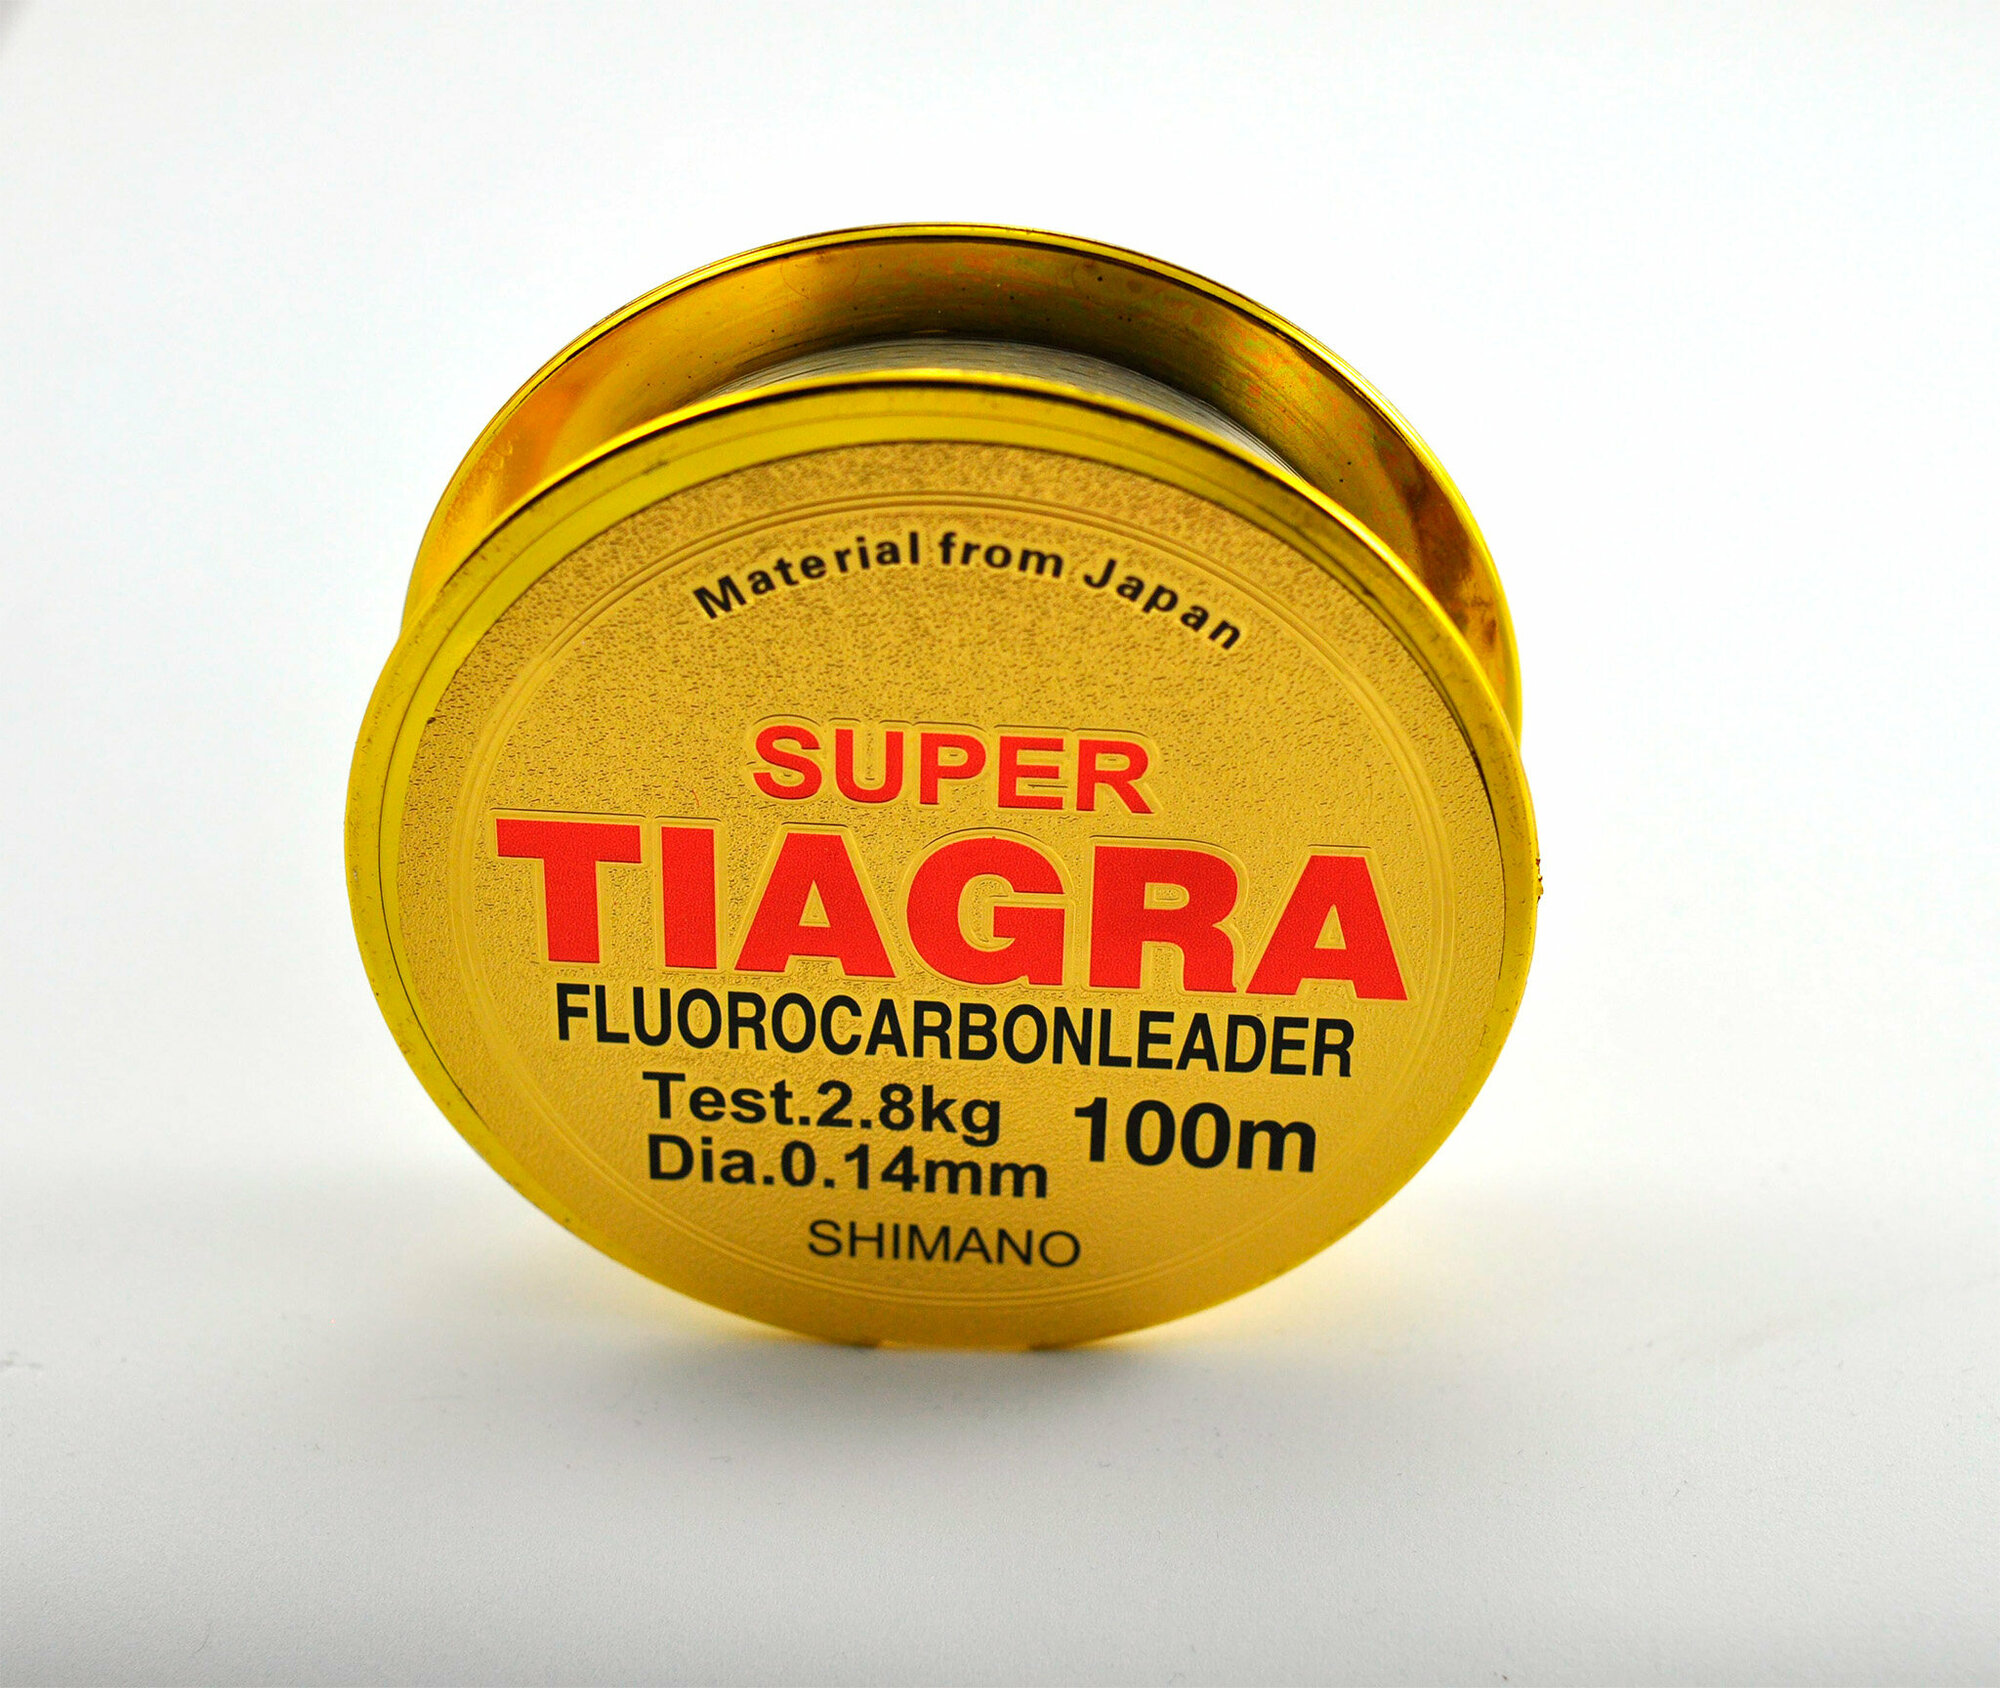 Material from Japan
SUPER
TIAGRA
FLUOROCARBONLEADER
Test.2.8kg
Dia.0.14mm
100m
SHIMANO